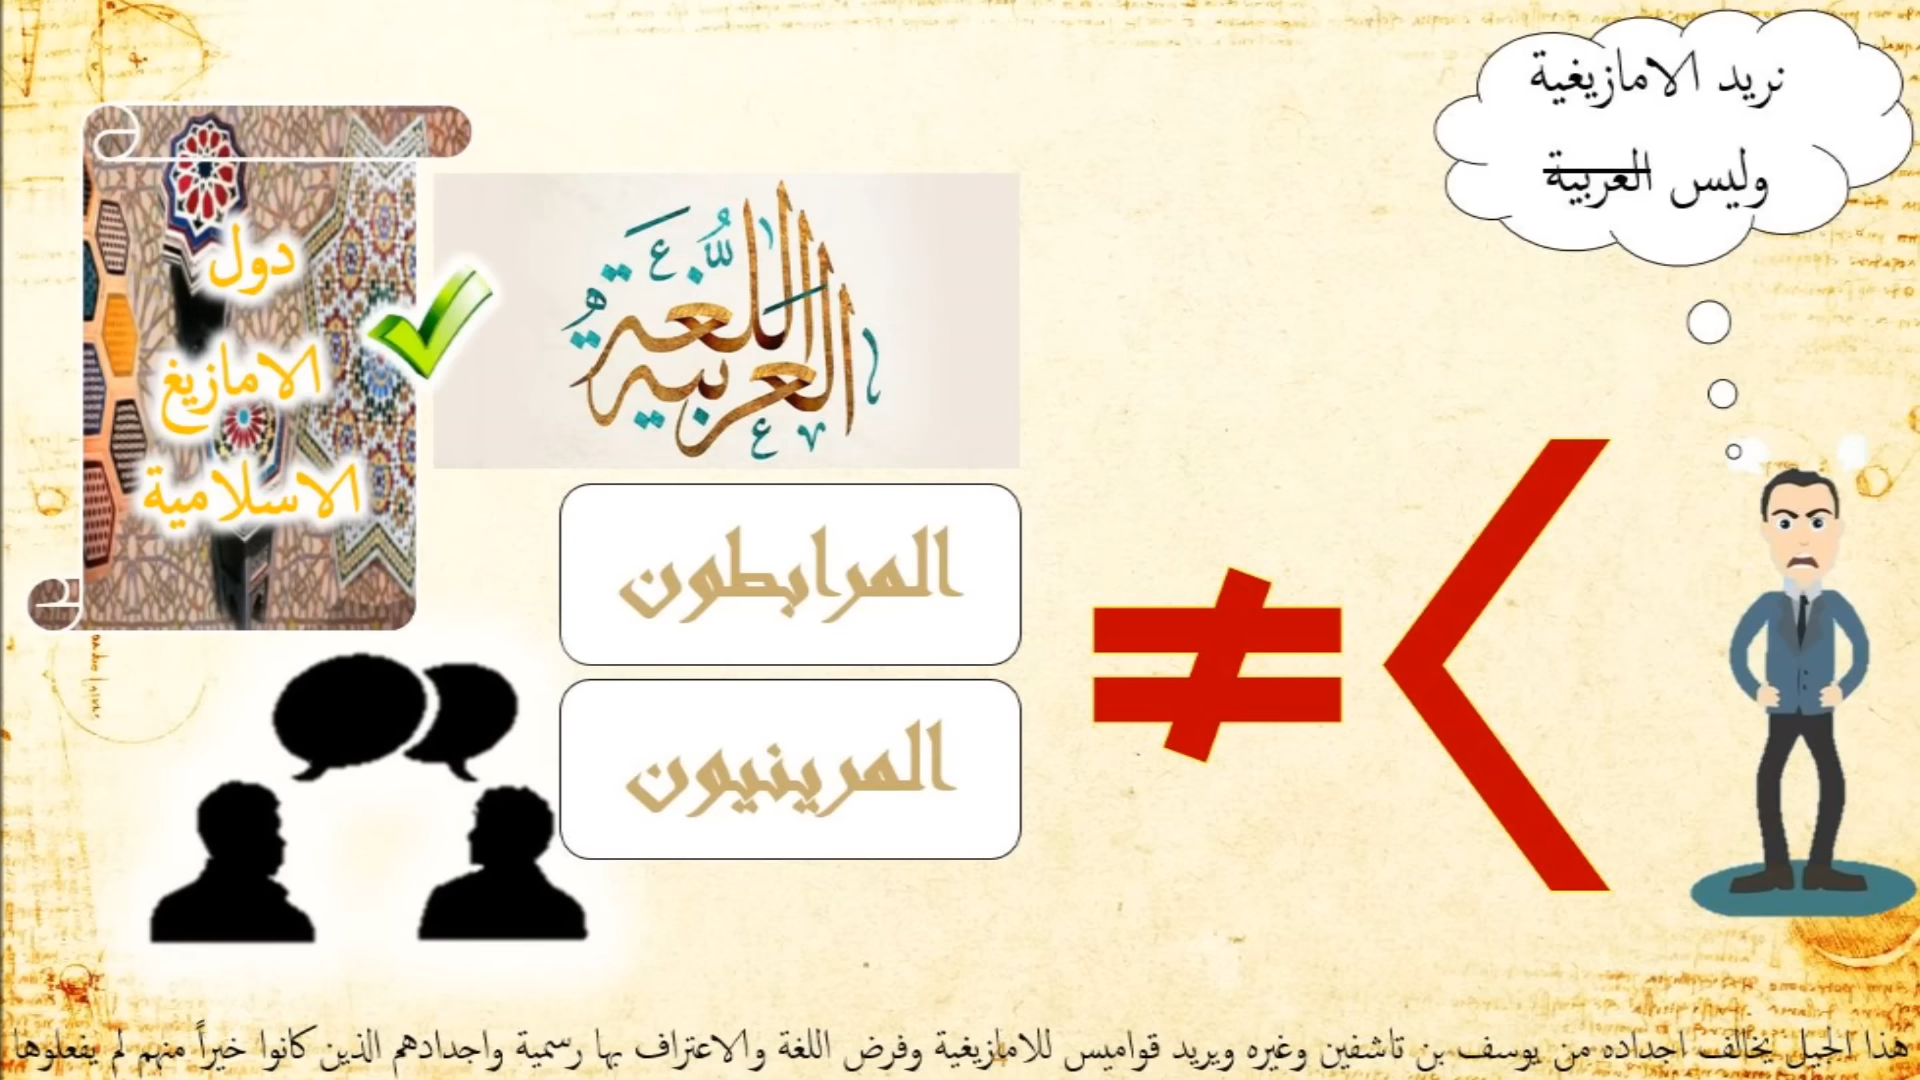 نريد الامازيغية
وليس العربية
دول
الامازيغ
الاسلامية
اللغة
العربية
المرابطون
المرينيون
هذا الجيل يخالف اجداده من يوسف بن تاشفين وغيره ويريد قواميس للامازيغية وفرض اللغة والاعتراف بها رسمية واجدادهم الذين كانوا خيراً منهم لم يفعلوها